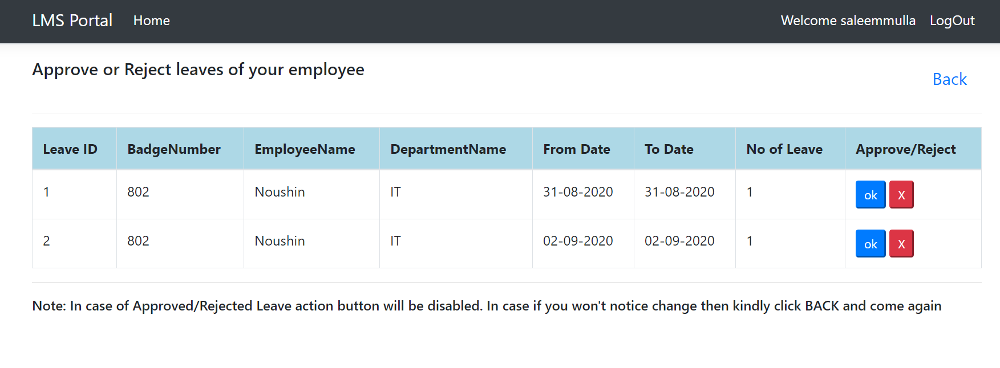 LMS Portal Home Welcome saleemmulla LogOut
Approve or Reject leaves of your employee
Back
Leave ID BadgeNumber EmployeeName DepartmentName From Date To Date No of Leave Approve/Reject
1 802 Noushin IT 31-08-2020 31-08-2020 1 ok X
2 802 Noushin IT 02-09-2020 02-09-2020 1 ok X
Note: In case of Approved/Rejected Leave action button will be disabled. In case if you won't notice change then kindly click BACK and come again